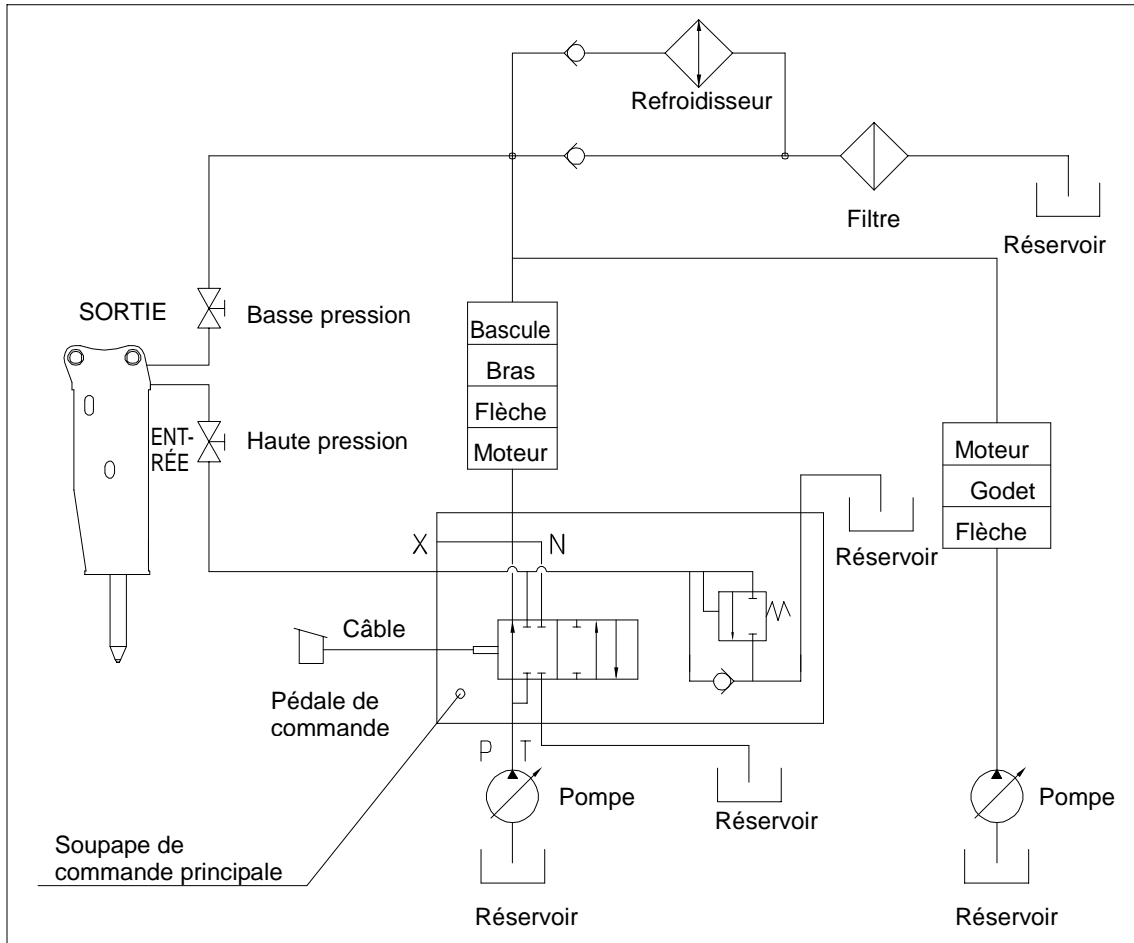 Refroidisseur
Filtre
Réservoir
SORTIE
Basse pression
ENT-
RÉE
Haute pression
Bascule
Bras
Flèche
Moteur
Moteur
Godet
Flèche
Réservoir
X
N
Câble
Pédale de
commande
P
T
Pompe
Réservoir
Pompe
Soupape de
commande principale
Réservoir
Réservoir